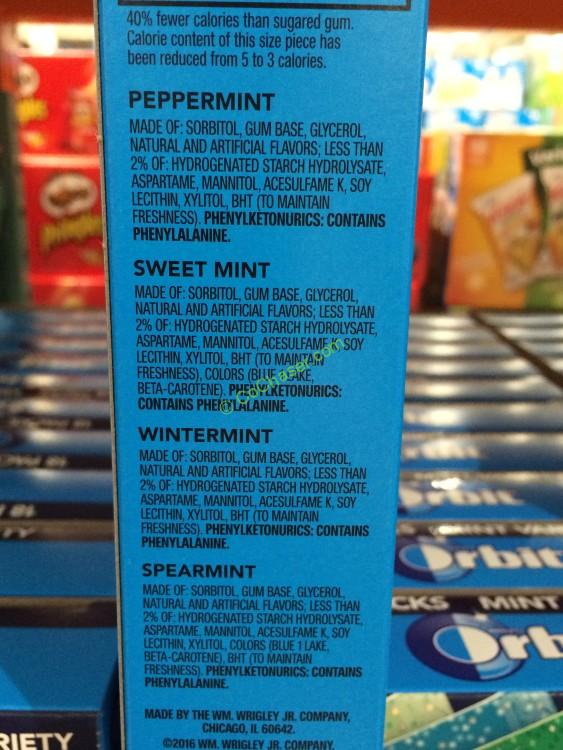 40% fewer calories than sugared gum.
Calorie content of this size piece has
been reduced from 5 to 3 calories.
PEPPERMINT
MADE OF: SORBITOL, GUM BASE, GLYCEROL,
NATURAL AND ARTIFICIAL FLAVORS; LESS THAN
2% OF: HYDROGENATED STARCH HYDROLYSATE,
ASPARTAME, MANNITOL, ACESULFAME K, SOY
LECITHIN, XYLITOL, BHT (TO MAINTAIN
FRESHNESS). PHENYLKETONURICS: CONTAINS
PHENYLALANINE.
SWEET MINT
MADE OF: SORBITOL, GUM BASE, GLYCEROL,
NATURAL AND ARTIFICIAL FLAVORS; LESS THAN
2% OF: HYDROGENATED STARCH HYDROLYSATE,
ASPARTAME, MANNITOL, ACESULFAME K, SOY
LECITHIN, XYLITOL, BHT (TO MAINTAIN
FRESHNESS), COLORS (BLUE 1 LAKE,
BETA-CAROTENE). PHENYLKETONURICS:
CONTAINS PHENYLALANINE.
© CoChaser.com
WINTERMINT
MADE OF: SORBITOL, GUM BASE, GLYCEROL,
NATURAL AND ARTIFICIAL FLAVORS; LESS THAN
2% OF: HYDROGENATED STARCH HYDROLYSATE,
ASPARTAME, MANNITOL, ACESULFAME K, SOY
LECITHIN, XYLITOL, BHT (TO MAINTAIN
FRESHNESS). PHENYLKETONURICS: CONTAINS
PHENYLALANINE.
SPEARMINT
MADE OF: SORBITOL, GUM BASE, GLYCEROL,
NATURAL AND ARTIFICIAL FLAVORS; LESS THAN
2% OF: HYDROGENATED STARCH HYDROLYSATE,
ASPARTAME, MANNITOL, ACESULFAME K, SOY
LECITHIN, XYLITOL, COLORS (BLUE 1 LAKE,
BETA-CAROTENE), BHT (TO MAINTAIN
FRESHNESS). PHENYLKETONURICS: CONTAINS
PHENYLALANINE.
MADE BY THE WM. WRIGLEY JR. COMPANY,
CHICAGO, IL 60642.
©2016 WM. WRIGLEY JR. COMPANY.
Pringles
Orbit
Orbit
CKS MINT
Orb
RIETY